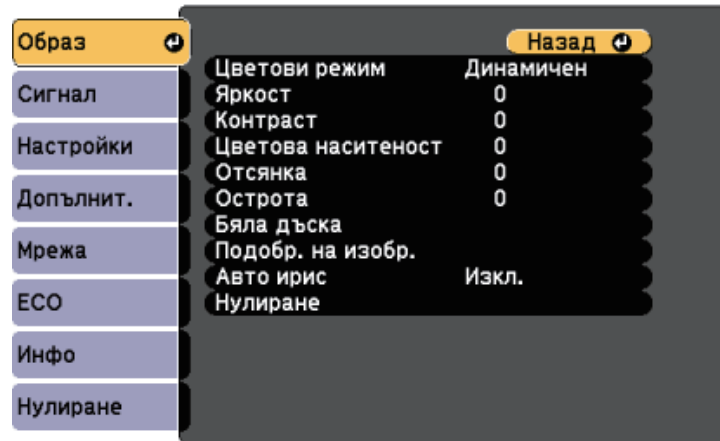 Образ
Сигнал
Настройки
Допълнит.
Мрежа
ECO
Инфо
Нулиране
Назад
Цветови режим Динамичен
Яркост 0
Контраст 0
Цветова наситеност 0
Отсянка 0
Острота 0
Бяла дъска
Подобр. на изобр.
Авто ирис Изкл.
Нулиране